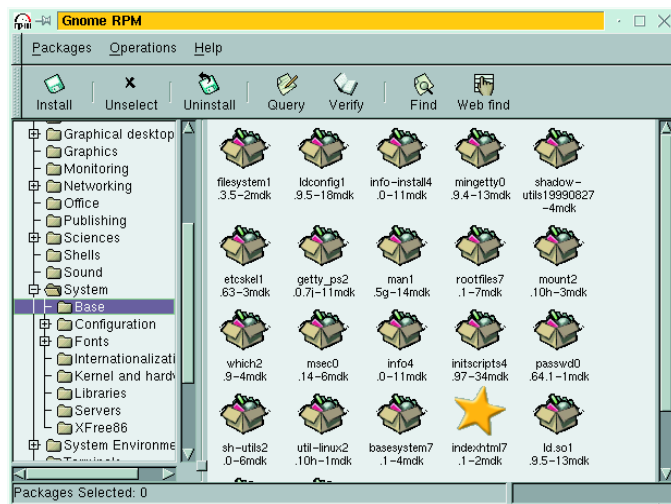 rpm
Gnome RPM
Packages Operations Help
Install Unselect Uninstall Query Verify Find Web find
Graphical desktop
Graphics
Monitoring
Networking
Office
Publishing
Sciences
Shells
Sound
System
Base
Configuration
Fonts
Internationalizati
Kernel and hardw
Libraries
Servers
XFree86
System Environme
filesystem1
.3.5-2mdk
ldconfig1
.9.5-18mdk
info-install4
.0-11mdk
mingetty0
.9.4-13mdk
shadow-
utils19990827
-4mdk
etcskel1
.63-3mdk
getty_ps2
.0.7j-11mdk
man1
.5g-14mdk
rootfiles7
.1-7mdk
mount2
.10h-3mdk
which2
.9-4mdk
msec0
.14-6mdk
info4
.0-11mdk
initscripts4
.97-34mdk
passwd0
.64.1-1mdk
sh-utils2
.0-6mdk
util-linux2
.10h-1mdk
basesystem7
.1-4mdk
indexhtml7
.1-2mdk
ld.so1
.9.5-13mdk
Packages Selected: 0